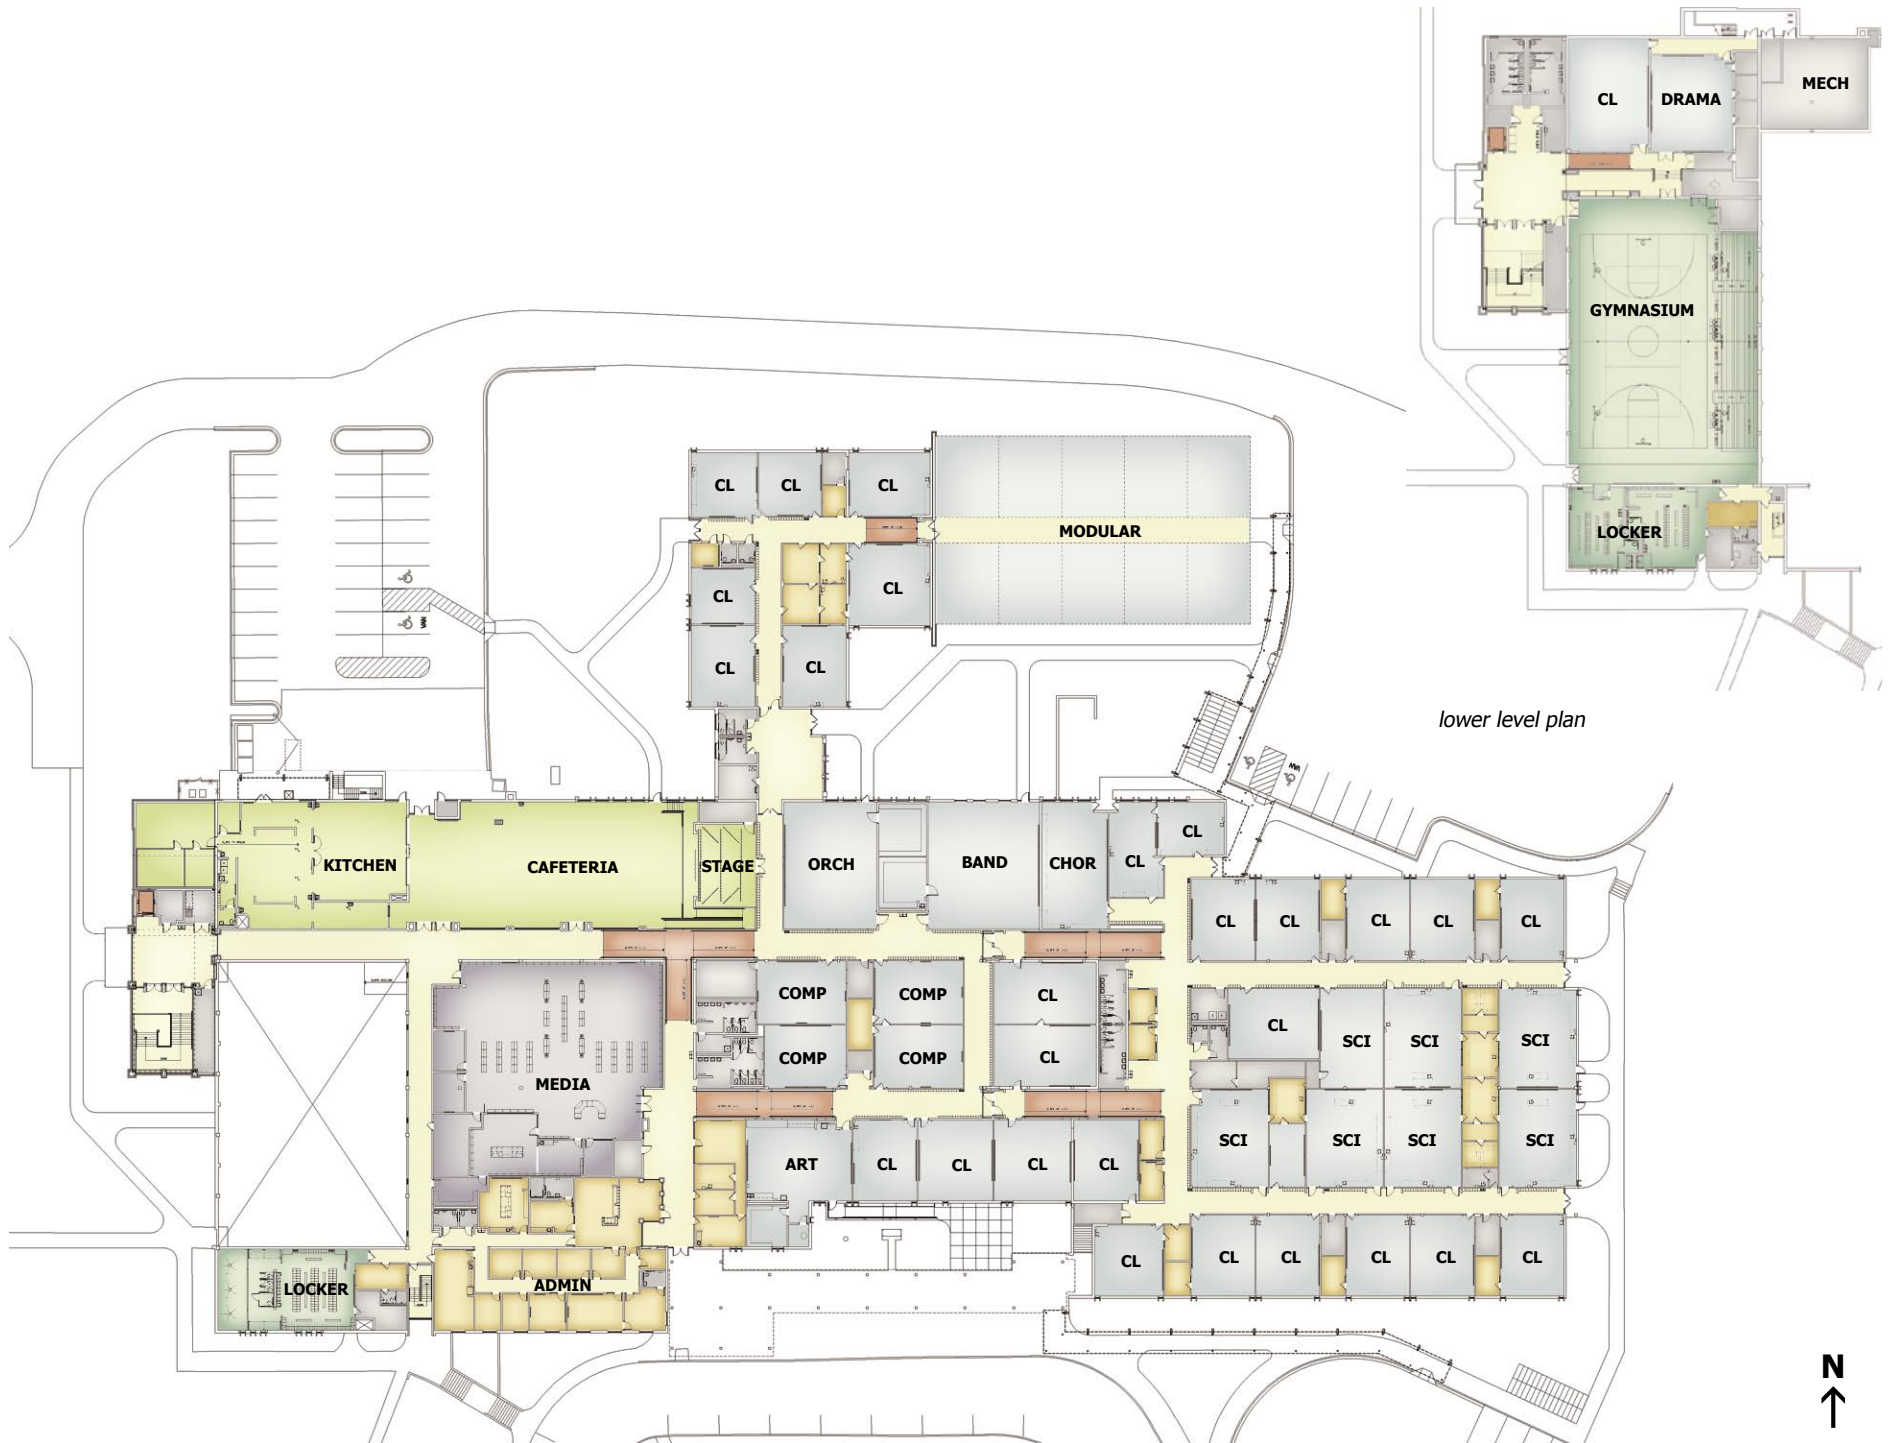 CL DRAMA MECH
GYMNASIUM
LOCKER
lower level plan
CL CL CL
MODULAR
CL CL
CL CL
KITCHEN CAFETERIA STAGE ORCH BAND CHOR CL CL
CL CL CL CL CL
COMP COMP CL
CL SCI SCI SCI
MEDIA COMP COMP CL
SCI SCI SCI SCI
ART CL CL CL CL
LOCKER ADMIN
CL CL CL CL CL CL
N